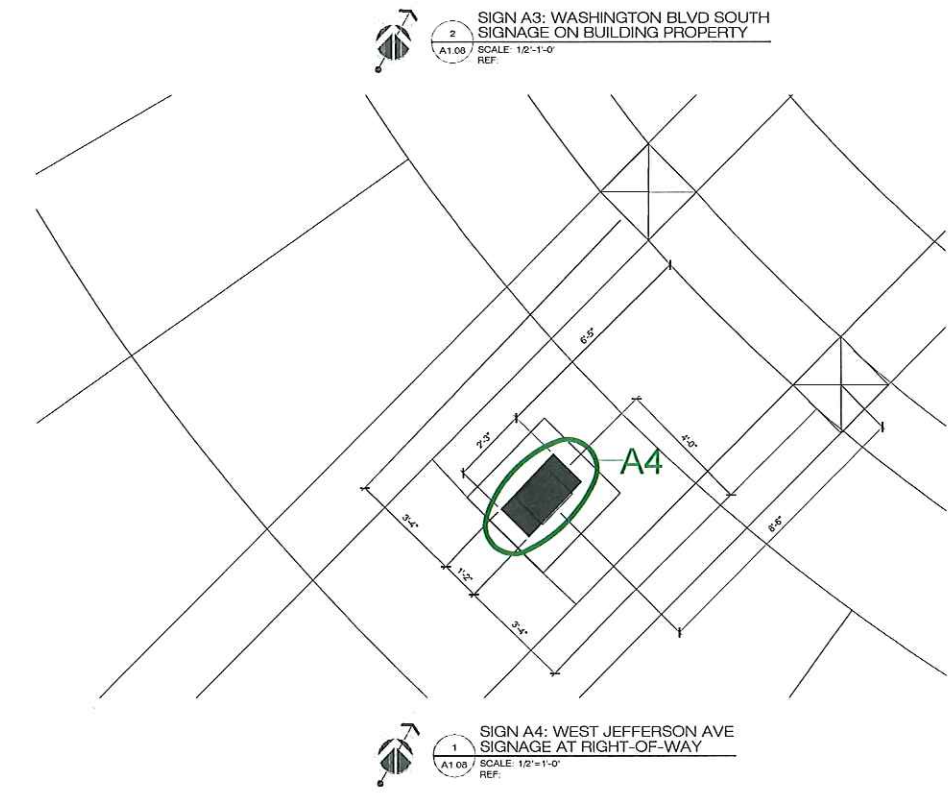 SIGN A3: WASHINGTON BLVD SOUTH
2 SIGNAGE ON BUILDING PROPERTY
A1.08 SCALE: 1/2"-1'-0"
REF:
6'-5"
2'-3"
A4
4'-0"
3'-4"
8'-6"
1'-2"
3'-4"
SIGN A4: WEST JEFFERSON AVE
1 SIGNAGE AT RIGHT-OF-WAY
A1.08 SCALE: 1/2"=1'-0"
REF: